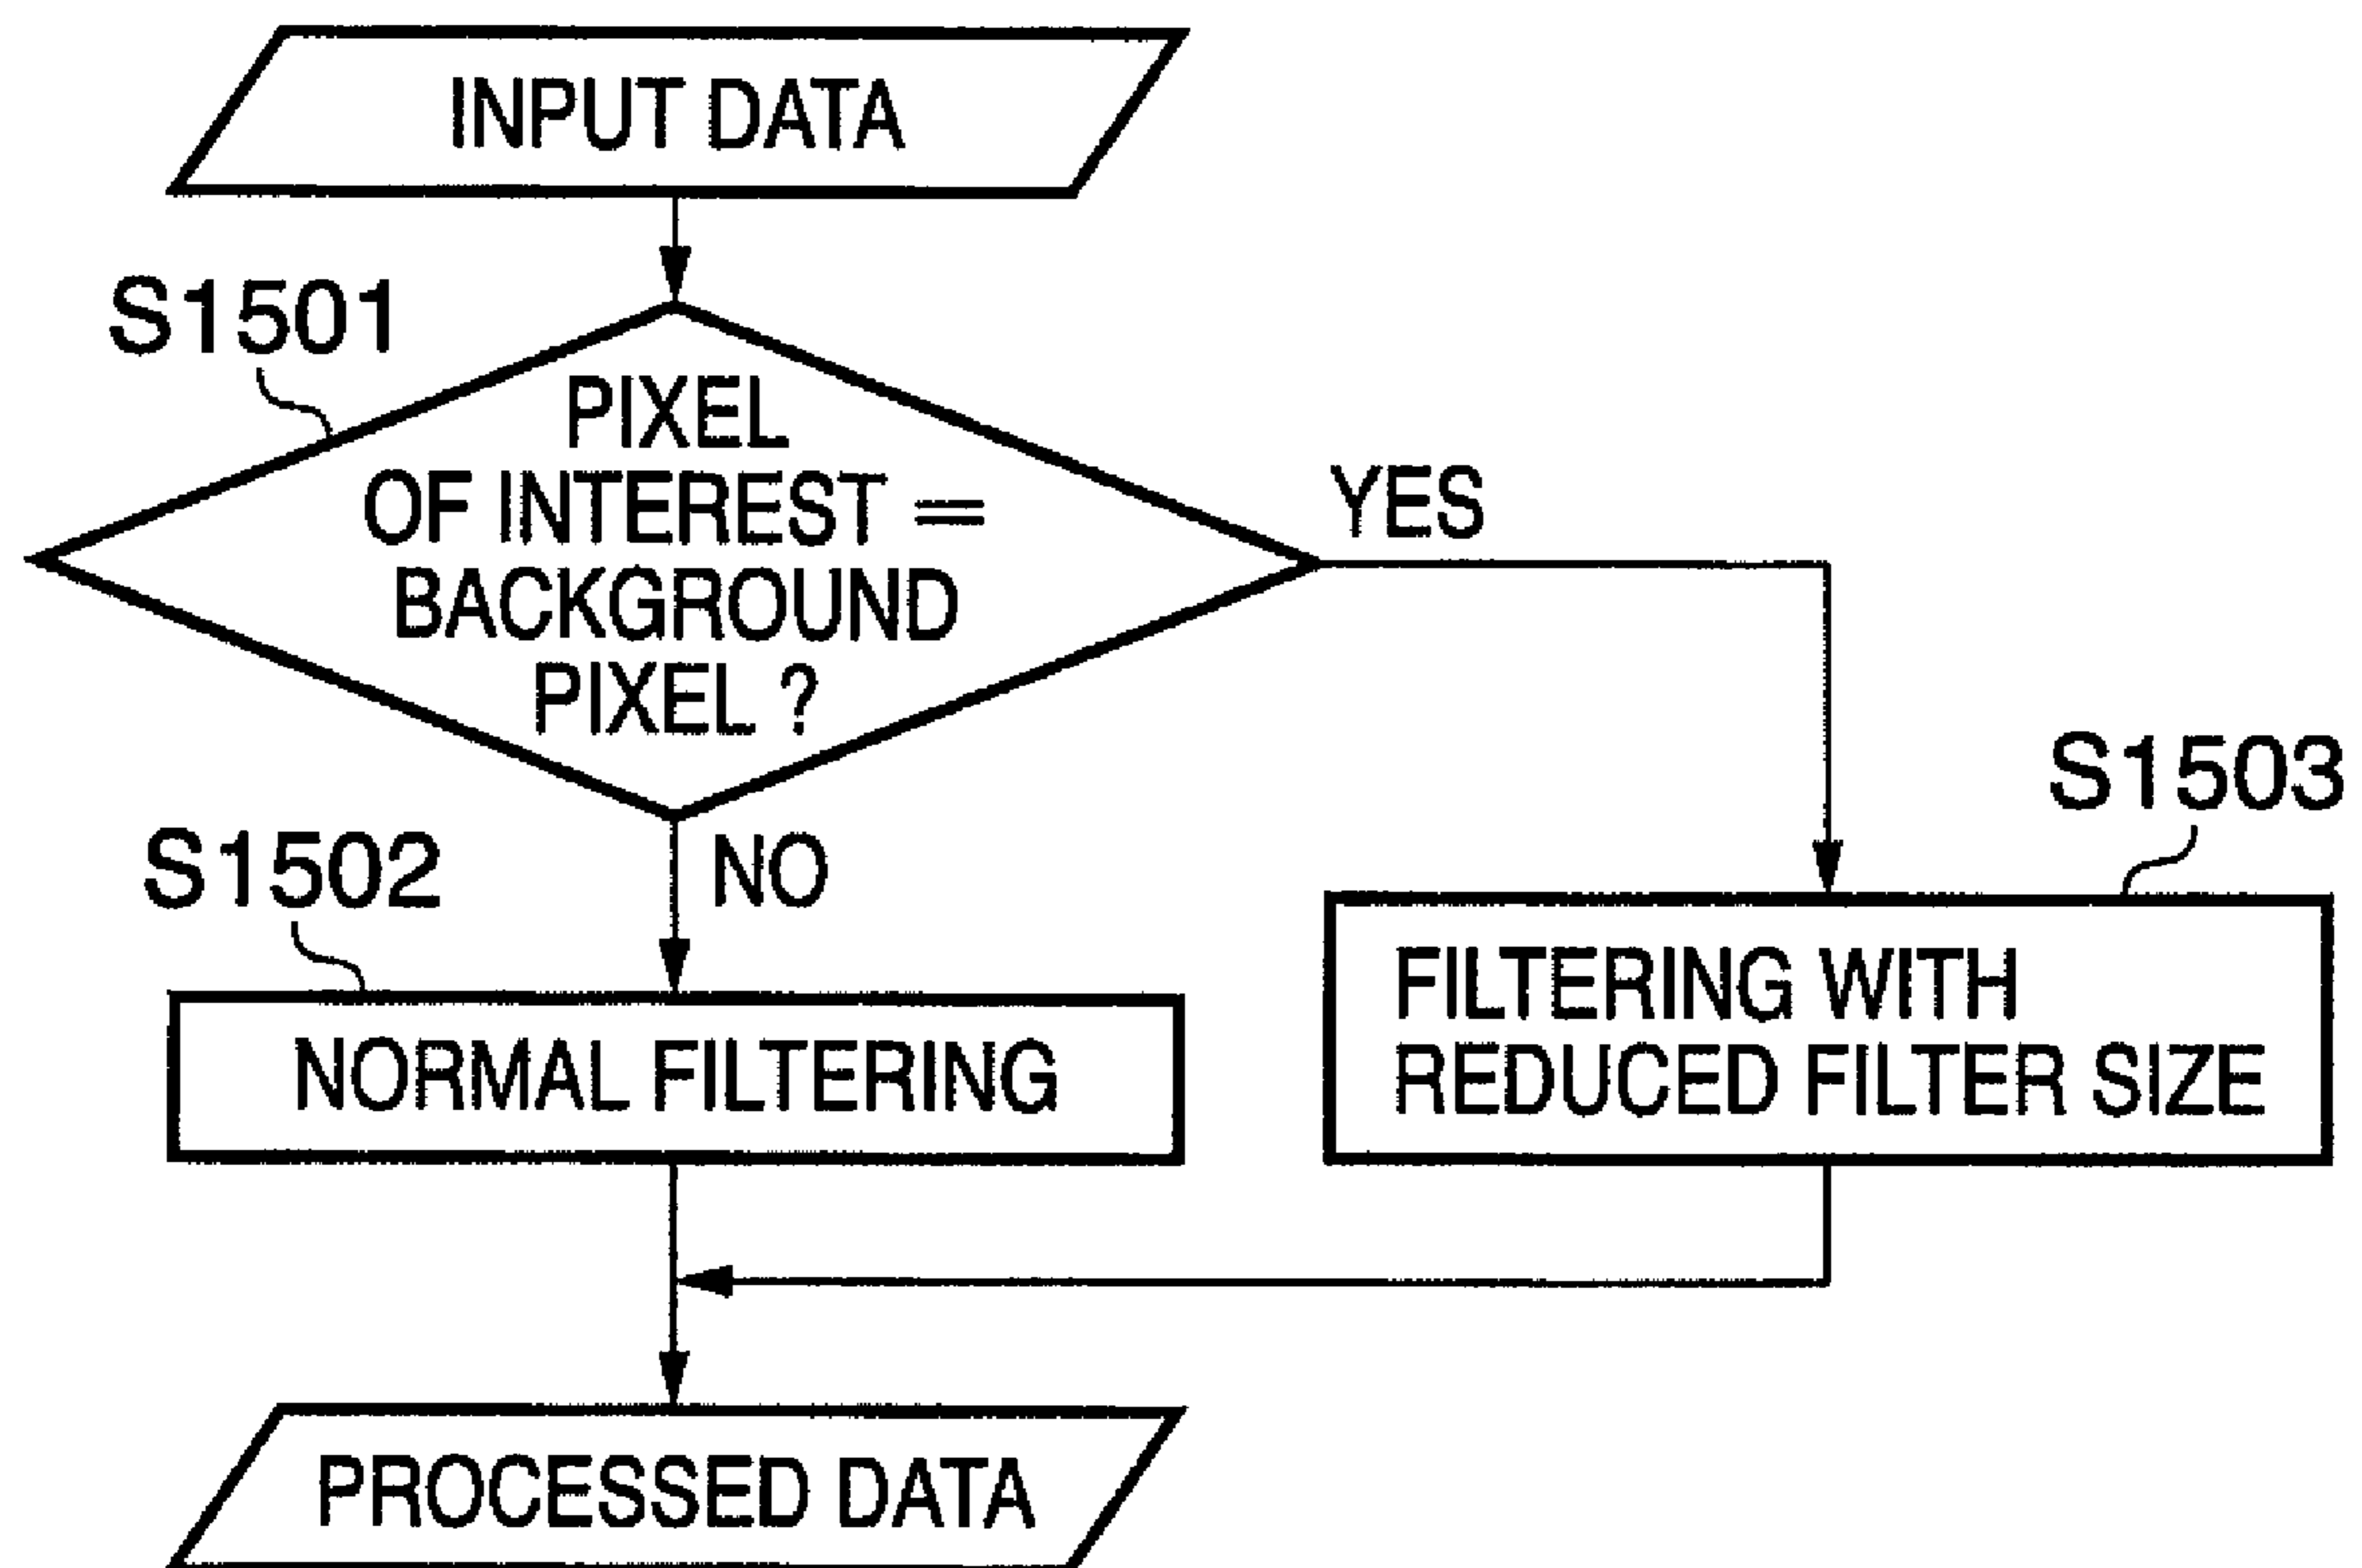 INPUT DATA
S1501
PIXEL
OF INTEREST =
BACKGROUND
PIXEL ?
YES
NO
S1502
NORMAL FILTERING
S1503
FILTERING WITH
REDUCED FILTER SIZE
PROCESSED DATA